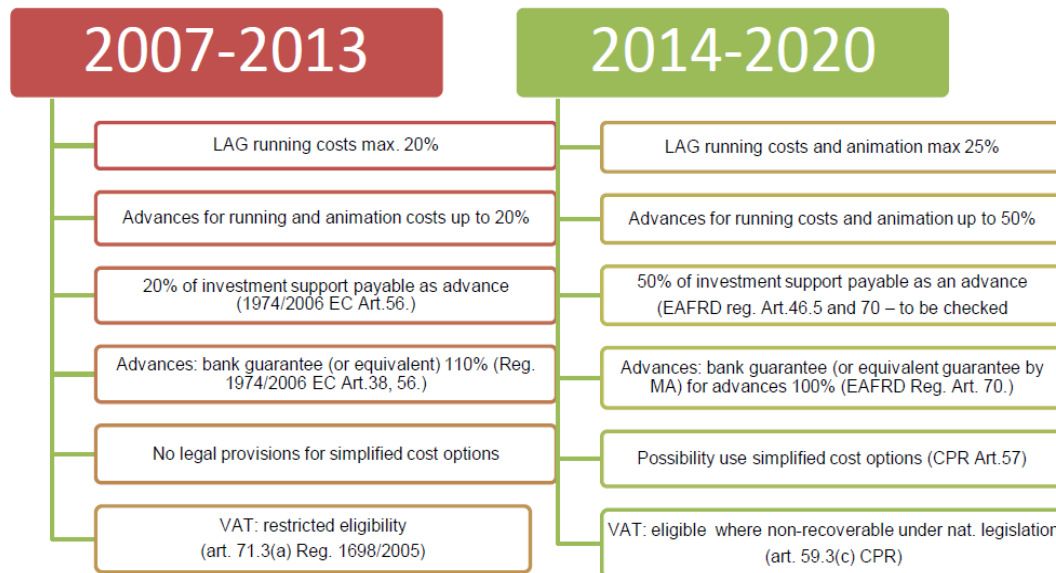 2007-2013
LAG running costs max. 20%
Advances for running and animation costs up to 20%
20% of investment support payable as advance
(1974/2006 EC Art.56.)
Advances: bank guarantee (or equivalent) 110% (Reg.
1974/2006 EC Art.38, 56.)
No legal provisions for simplified cost options
VAT: restricted eligibility
(art. 71.3(a) Reg. 1698/2005)
2014-2020
LAG running costs and animation max 25%
Advances for running costs and animation up to 50%
50% of investment support payable as an advance
(EAFRD reg. Art.46.5 and 70 – to be checked
Advances: bank guarantee (or equivalent guarantee by
MA) for advances 100% (EAFRD Reg. Art. 70.)
Possibility use simplified cost options (CPR Art.57)
VAT: eligible where non-recoverable under nat. legislation
(art. 59.3(c) CPR)